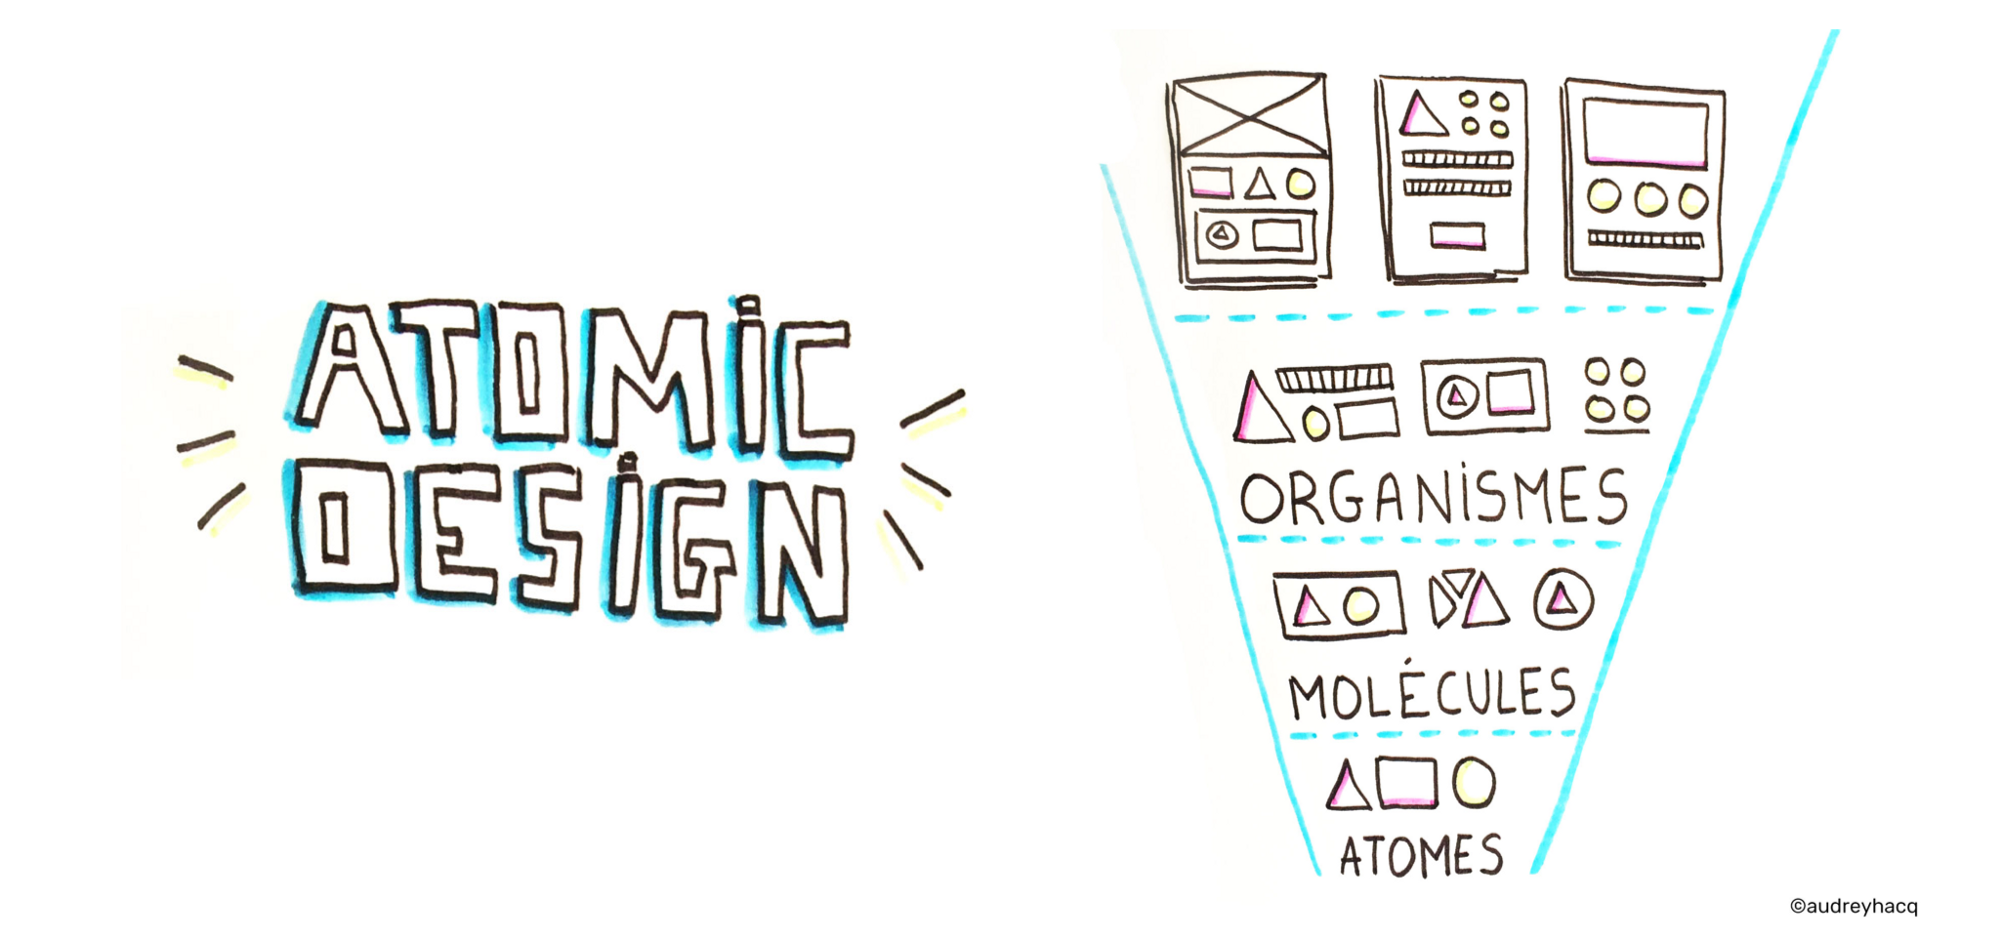 ATOMiC
DESiGN
ORGANiSMES
MOLÉCULES
ATOMES
©audreyhacq